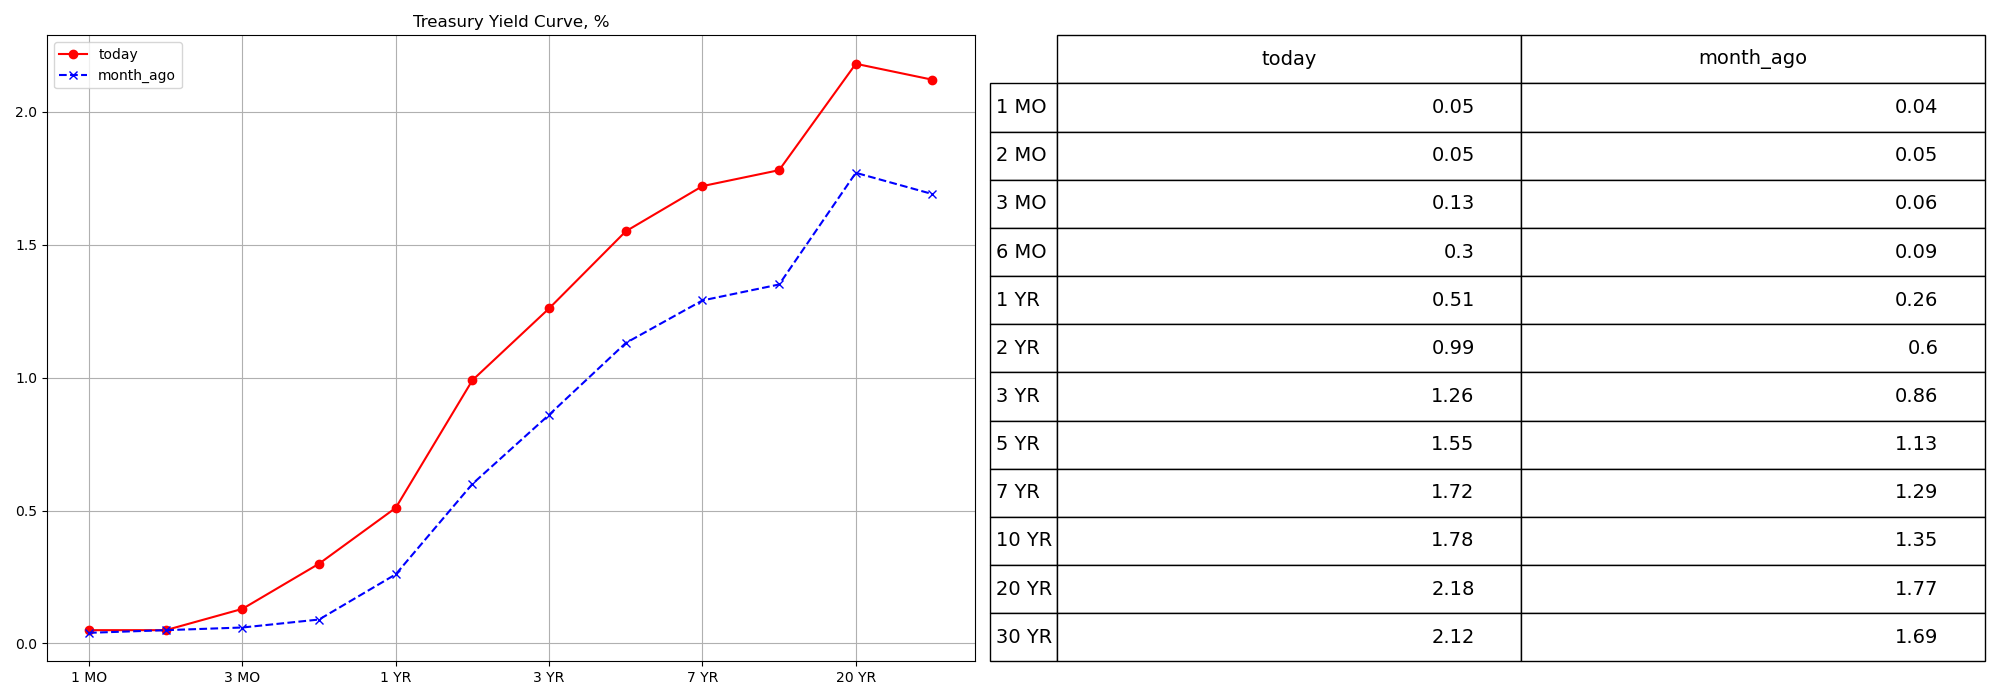 Treasury Yield Curve, %
today
month_ago
2.0
1.5
1.0
0.5
0.0
1 MO 3 MO 1 YR 3 YR 7 YR 20 YR
today month_ago
1 MO 0.05 0.04
2 MO 0.05 0.05
3 MO 0.13 0.06
6 MO 0.3 0.09
1 YR 0.51 0.26
2 YR 0.99 0.6
3 YR 1.26 0.86
5 YR 1.55 1.13
7 YR 1.72 1.29
10 YR 1.78 1.35
20 YR 2.18 1.77
30 YR 2.12 1.69